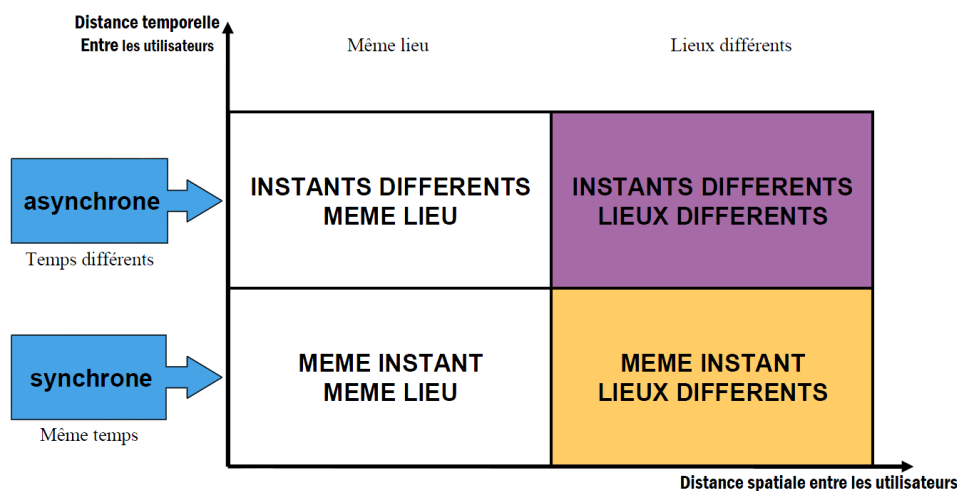 Distance temporelle
Entre les utilisateurs
Même lieu
Lieux différents
asynchrone
Temps différents
INSTANTS DIFFERENTS
MEME LIEU
INSTANTS DIFFERENTS
LIEUX DIFFERENTS
synchrone
Même temps
MEME INSTANT
MEME LIEU
MEME INSTANT
LIEUX DIFFERENTS
Distance spatiale entre les utilisateurs